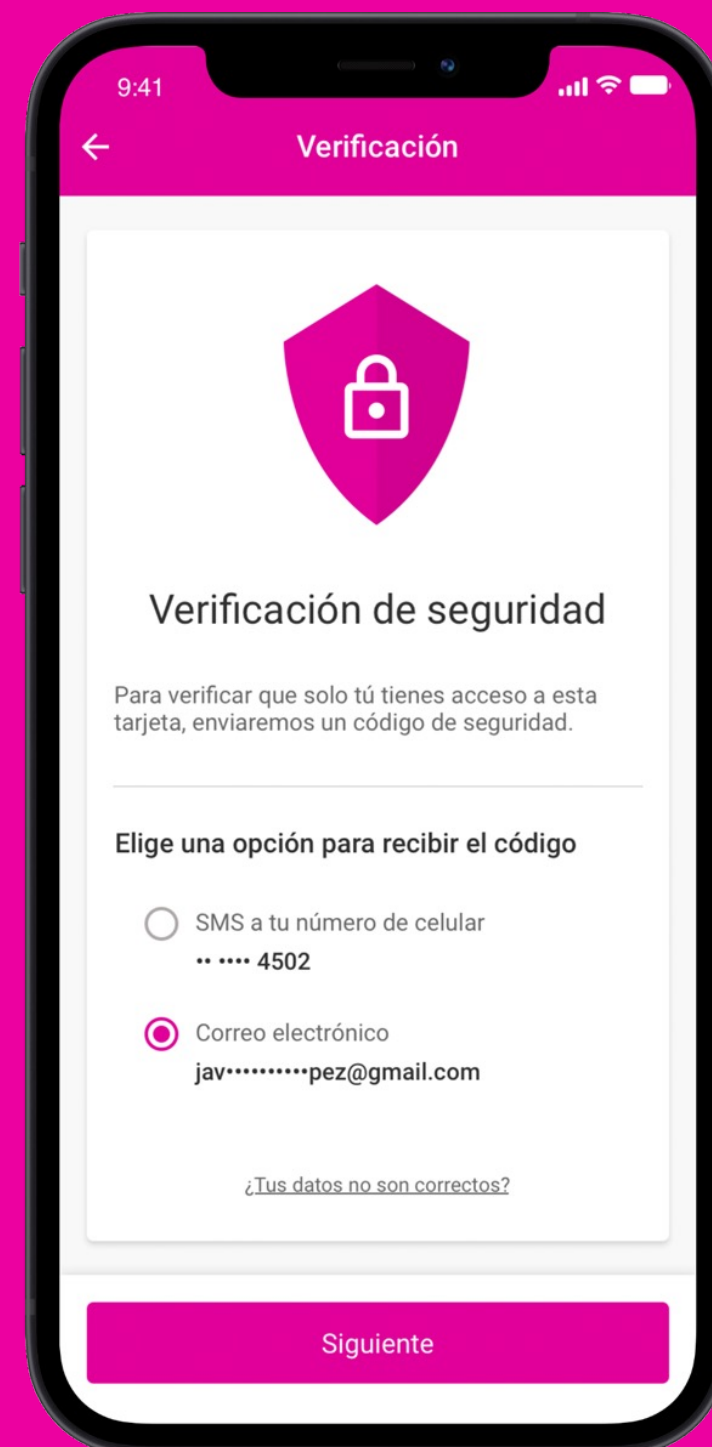 9:41
Verificación
Verificación de seguridad
Para verificar que solo tú tienes acceso a esta
tarjeta, enviaremos un código de seguridad.
Elige una opción para recibir el código
SMS a tu número de celular
•• •••• 4502
Correo electrónico
jav••••••••••pez@gmail.com
¿Tus datos no son correctos?
Siguiente